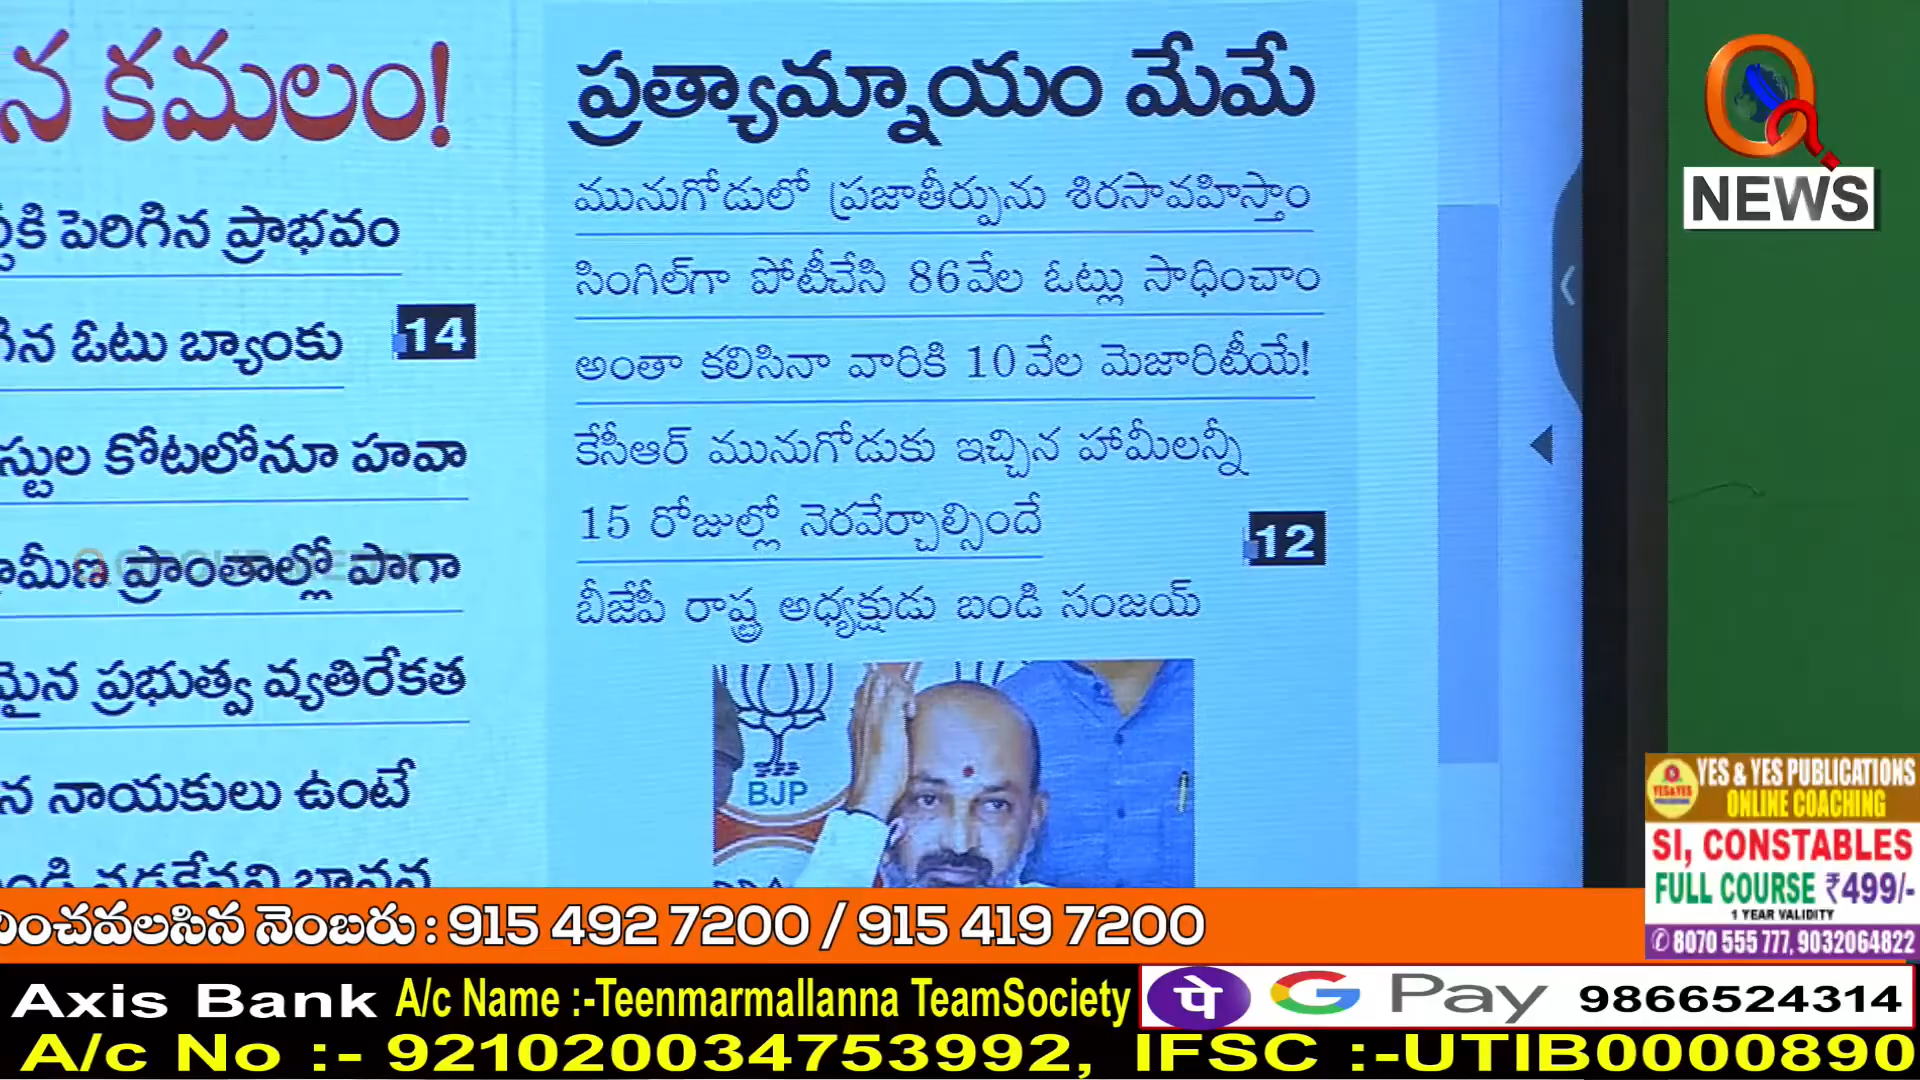 న కమలం!
కి పెరిగిన ప్రాభవం
గిన ఓటు బ్యాంకు
14
స్టుల కోటలోనూ హవా
మీణ ప్రాంతాల్లో పాగా
మైన ప్రభుత్వ వ్యతిరేకత
న నాయకులు ఉంటే
ప్రత్యామ్నాయం మేమే
మునుగోడులో ప్రజాతీర్పును శిరసావహిస్తాం
సింగిల్‌గా పోటీచేసి 86వేల ఓట్లు సాధించాం
అంతా కలిసినా వారికి 10వేల మెజారిటీయే!
కేసీఆర్ మునుగోడుకు ఇచ్చిన హామీలన్నీ
15 రోజుల్లో నెరవేర్చాల్సిందే
12
బీజేపీ రాష్ట్ర అధ్యక్షుడు బండి సంజయ్
BJP
Q
NEWS
YES & YES PUBLICATIONS
ONLINE COACHING
SI, CONSTABLES
FULL COURSE ₹499/-
1 YEAR VALIDITY
8070 555 777, 9032064822
ించవలసిన నెంబరు : 915 492 7200 / 915 419 7200
Axis Bank A/c Name :-Teenmarmallanna TeamSociety
पे G Pay 9866524314
A/c No :- 921020034753992, IFSC :-UTIB0000890